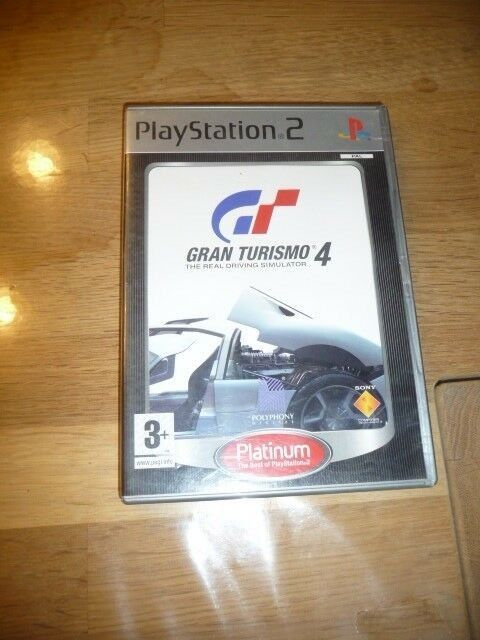 PlayStation®2
PAL
GT
GRAN TURISMO®4
THE REAL DRIVING SIMULATOR
SONY
POLYPHONY
DIGITAL
3+
www.pegi.info
Platinum
The Best of PlayStation®2